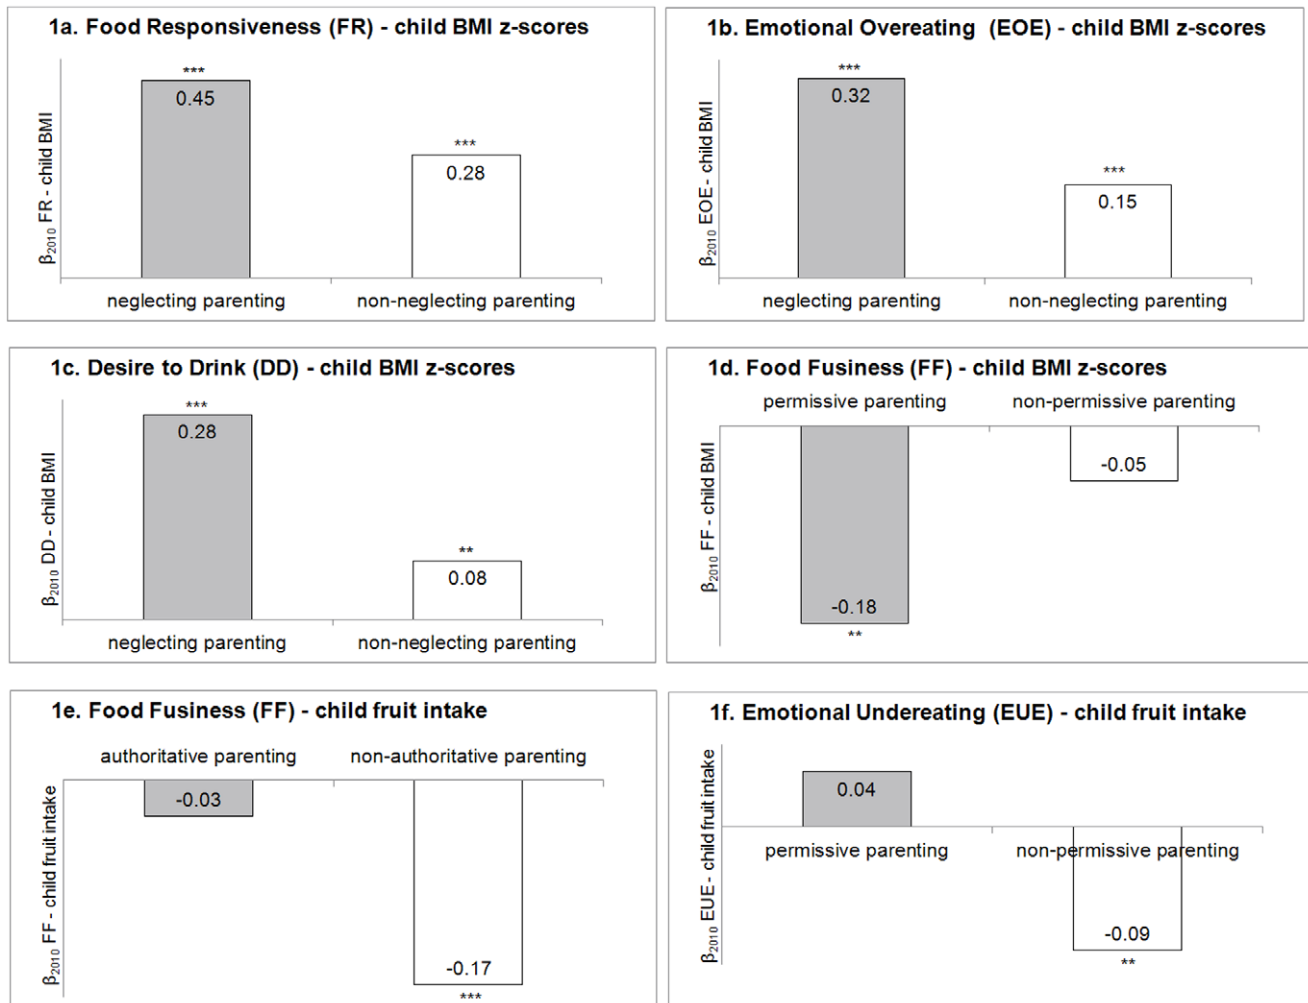 1a. Food Responsiveness (FR) - child BMI z-scores
β2010 FR - child BMI
***
0.45
***
0.28
neglecting parenting
non-neglecting parenting
1b. Emotional Overeating (EOE) - child BMI z-scores
β2010 EOE - child BMI
***
0.32
***
0.15
neglecting parenting
non-neglecting parenting
1c. Desire to Drink (DD) - child BMI z-scores
β2010 DD - child BMI
***
0.28
**
0.08
neglecting parenting
non-neglecting parenting
1d. Food Fusiness (FF) - child BMI z-scores
permissive parenting
non-permissive parenting
β2010 FF - child BMI
-0.05
-0.18
**
1e. Food Fusiness (FF) - child fruit intake
authoritative parenting
non-authoritative parenting
β2010 FF - child fruit intake
-0.03
-0.17
***
1f. Emotional Undereating (EUE) - child fruit intake
β2010 EUE - child fruit intake
0.04
permissive parenting
non-permissive parenting
-0.09
**